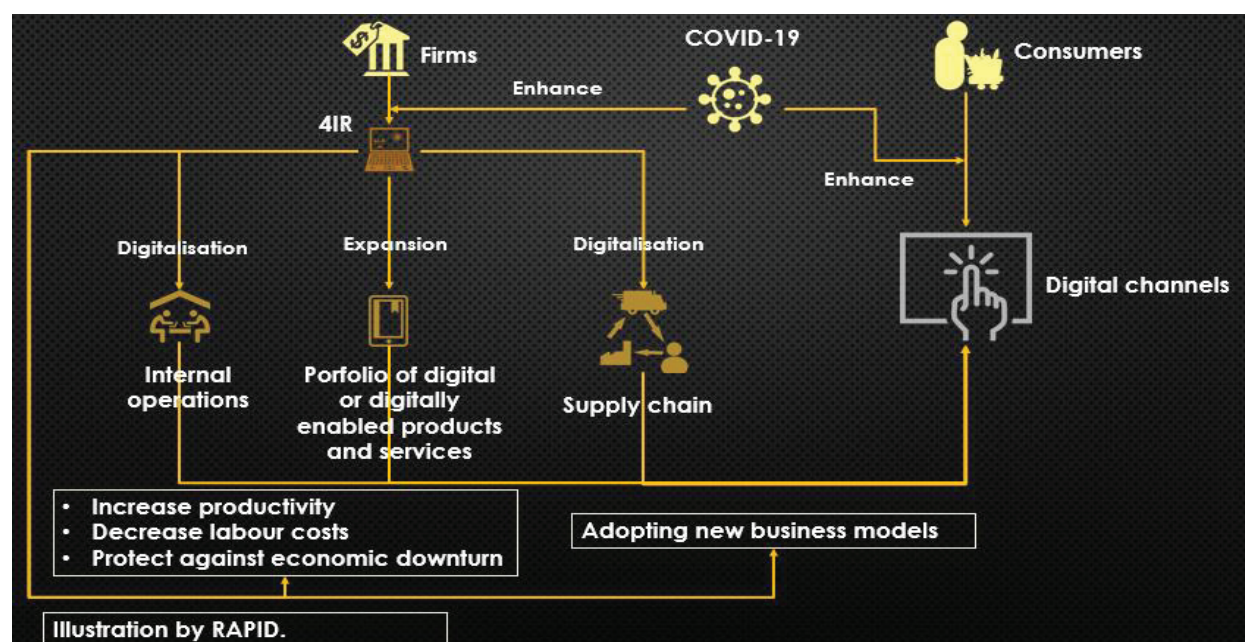 Firms
COVID-19
Consumers
Enhance
4IR
Enhance
Digitalisation
Expansion
Digitalisation
Digital channels
Internal
operations
Porfolio of digital
or digitally
enabled products
and services
Supply chain
• Increase productivity
• Decrease labour costs
• Protect against economic downturn
Adopting new business models
Illustration by RAPID.